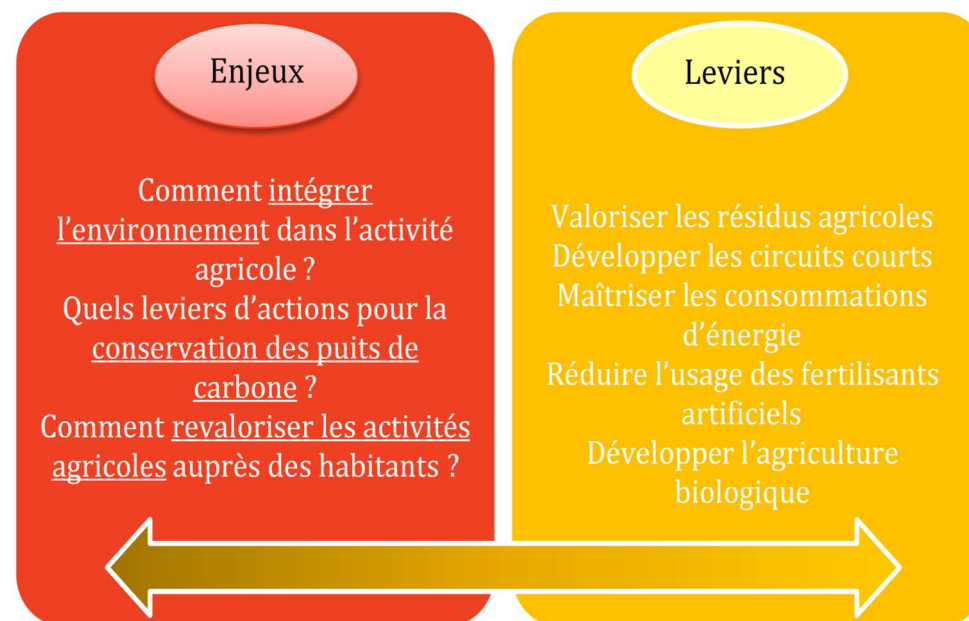 Enjeux
Comment intégrer
l’environnement dans l’activité
agricole ?
Quels leviers d’actions pour la
conservation des puits de
carbone ?
Comment revaloriser les activités
agricoles auprès des habitants ?
Leviers
Valoriser les résidus agricoles
Développer les circuits courts
Maîtriser les consommations
d’énergie
Réduire l’usage des fertilisants
artificiels
Développer l’agriculture
biologique